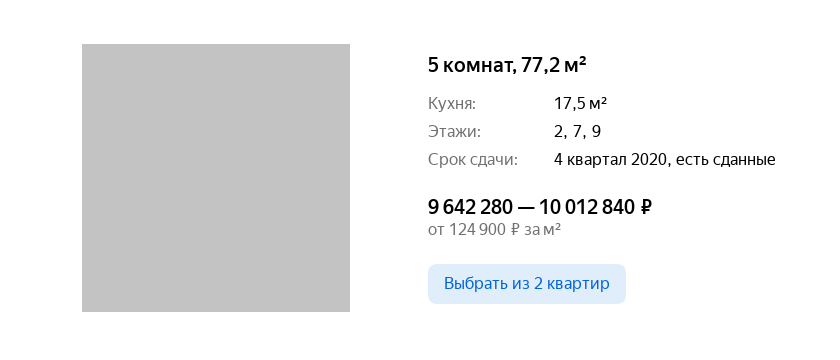 5 комнат, 77,2 м²
Кухня: 17,5 м²
Этажи: 2, 7, 9
Срок сдачи: 4 квартал 2020, есть сданные
9 642 280 — 10 012 840 ₽
от 124 900 ₽ за м²
Выбрать из 2 квартир